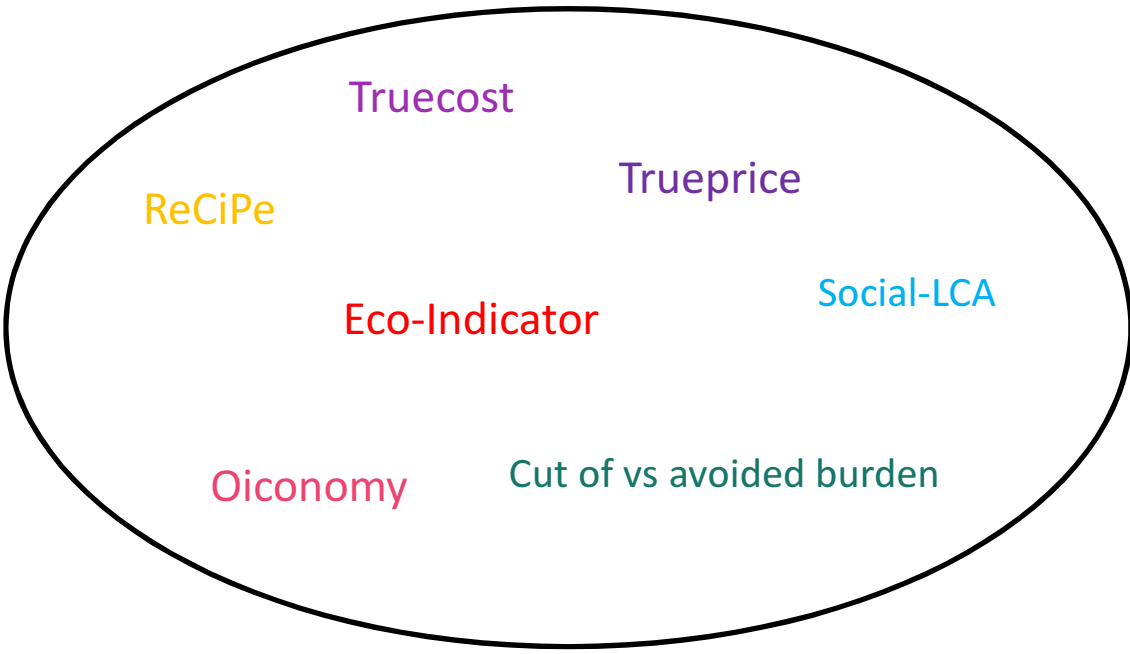 Truecost
Trueprice
ReCiPe
Social-LCA
Eco-Indicator
Cut of vs avoided burden
Oiconomy